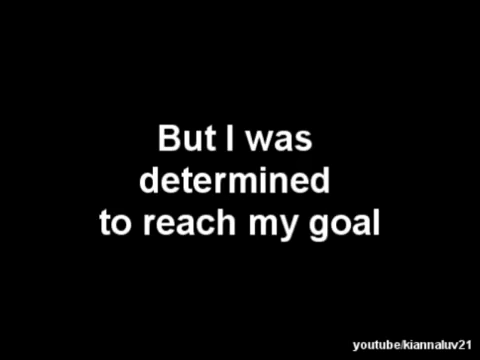 But I was
determined
to reach my goal
youtube/kiannaluv21